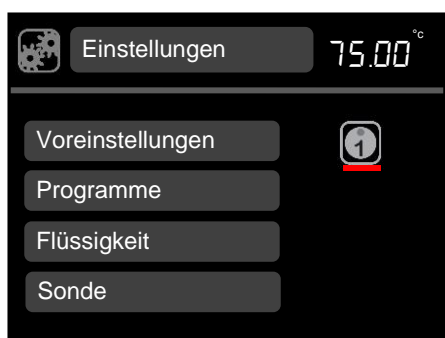 Einstellungen 75.00 °c
Voreinstellungen 1
Programme
Flüssigkeit
Sonde